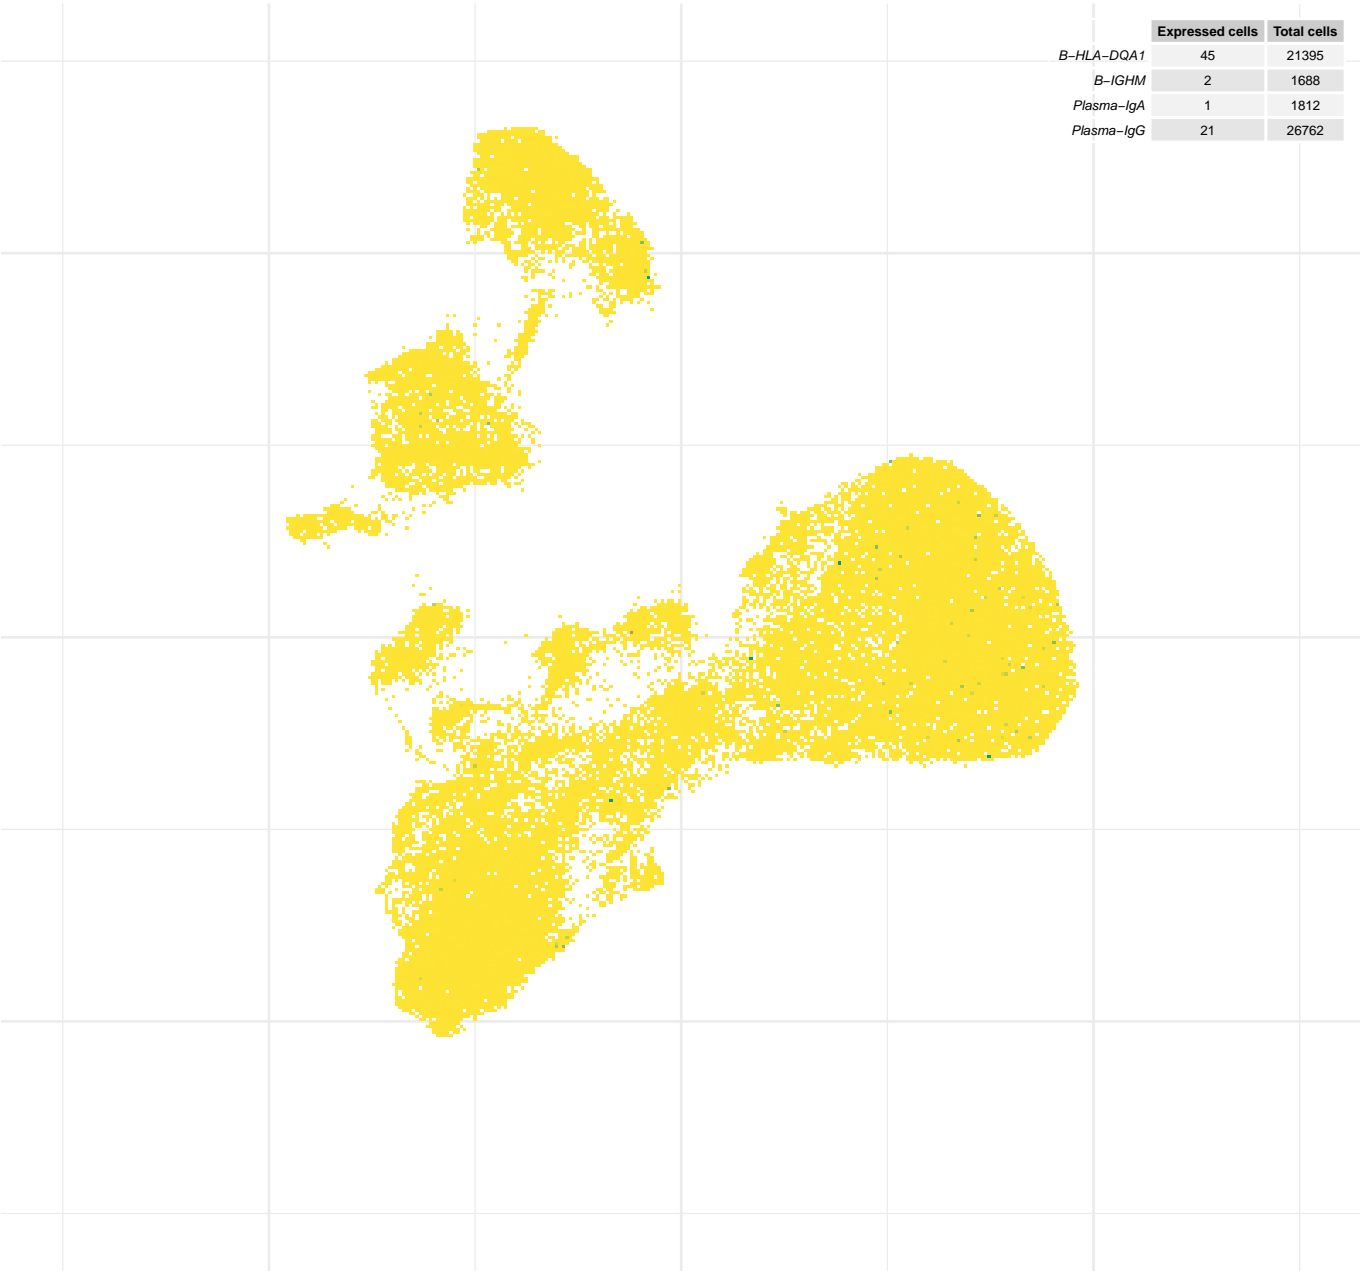 Expressed cells Total cells
B−HLA−DQA1 45 21395
B−IGHM 2 1688
Plasma−IgA 1 1812
Plasma−IgG 21 26762